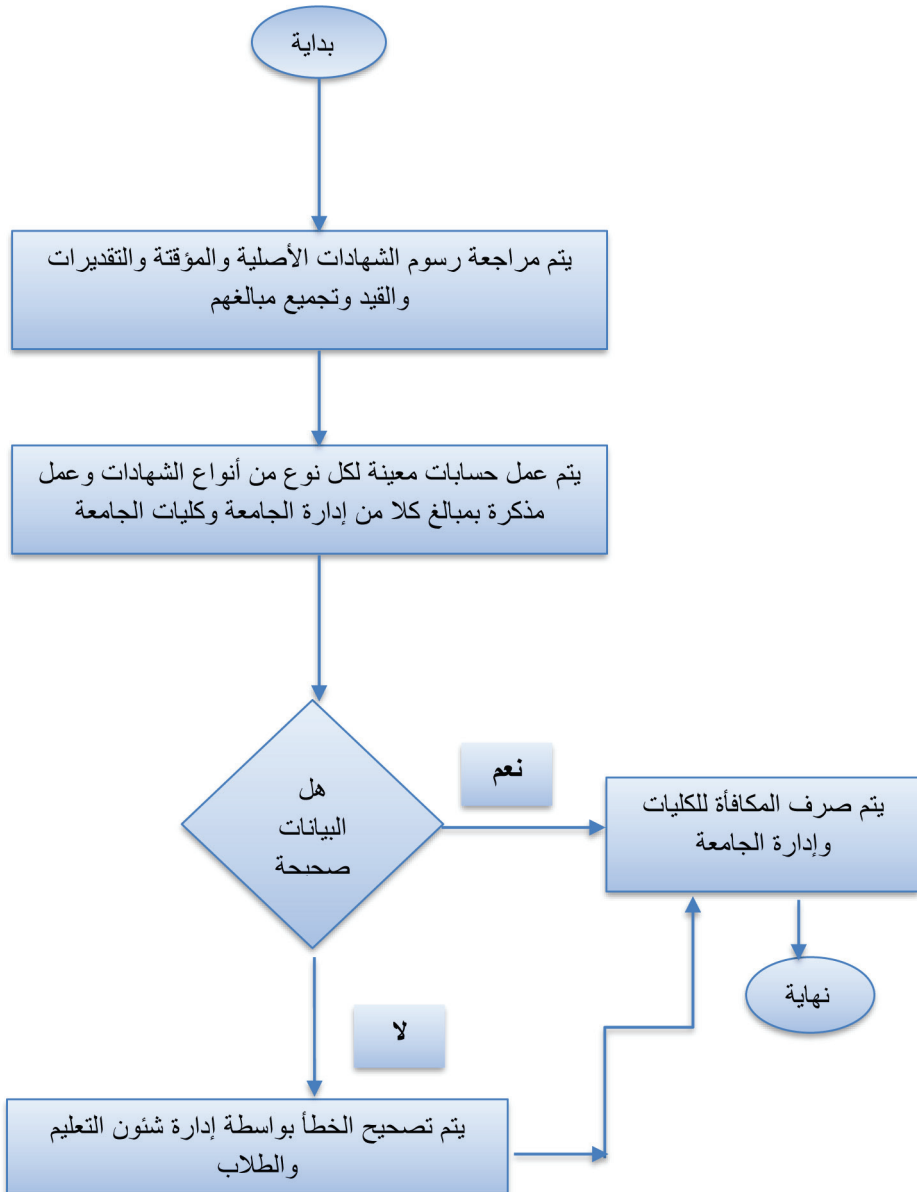 بداية
يتم مراجعة رسوم الشهادات الأصلية والمؤقتة والتقديرات
والقيد وتجميع مبالغهم
يتم عمل حسابات معينة لكل نوع من أنواع الشهادات وعمل
مذكرة بمبالغ كلا من إدارة الجامعة وكليات الجامعة
هل
البيانات
صحيحة
نعم
يتم صرف المكافأة للكليات
وإدارة الجامعة
نهاية
لا
يتم تصحيح الخطأ بواسطة إدارة شئون التعليم
والطلاب